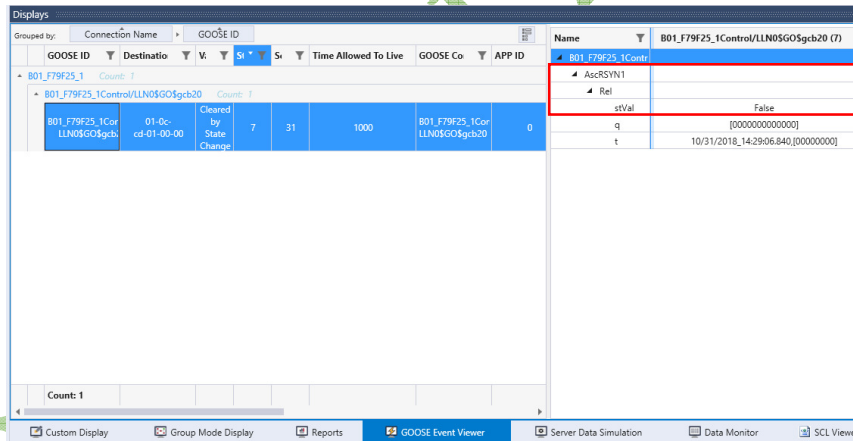 Displays
Grouped by: Connection Name GOOSE ID
GOOSE ID Destinatio V. St Se Time Allowed To Live GOOSE Co APP ID
B01_F79F25_1 Count: 1
B01_F79F25_1Control/LLN0$GO$gcb20 Count: 1
B01_F79F25_1Cor
LLN0$GO$gcb.
01-0c-
cd-01-00-00
Cleared
by
State
Change
7 31 1000
B01_F79F25_1Cor
LLN0$GO$gcb20
0
Count: 1
Name B01_F79F25_1Control/LLN0$GO$gcb20 (7)
B01_F79F25_1Contr
AscRSYN1
Rel
stVal False
q [0000000000000]
t 10/31/2018_14:29:06.840,[00000000]
Custom Display Group Mode Display Reports GOOSE Event Viewer Server Data Simulation Data Monitor SCL Viewe